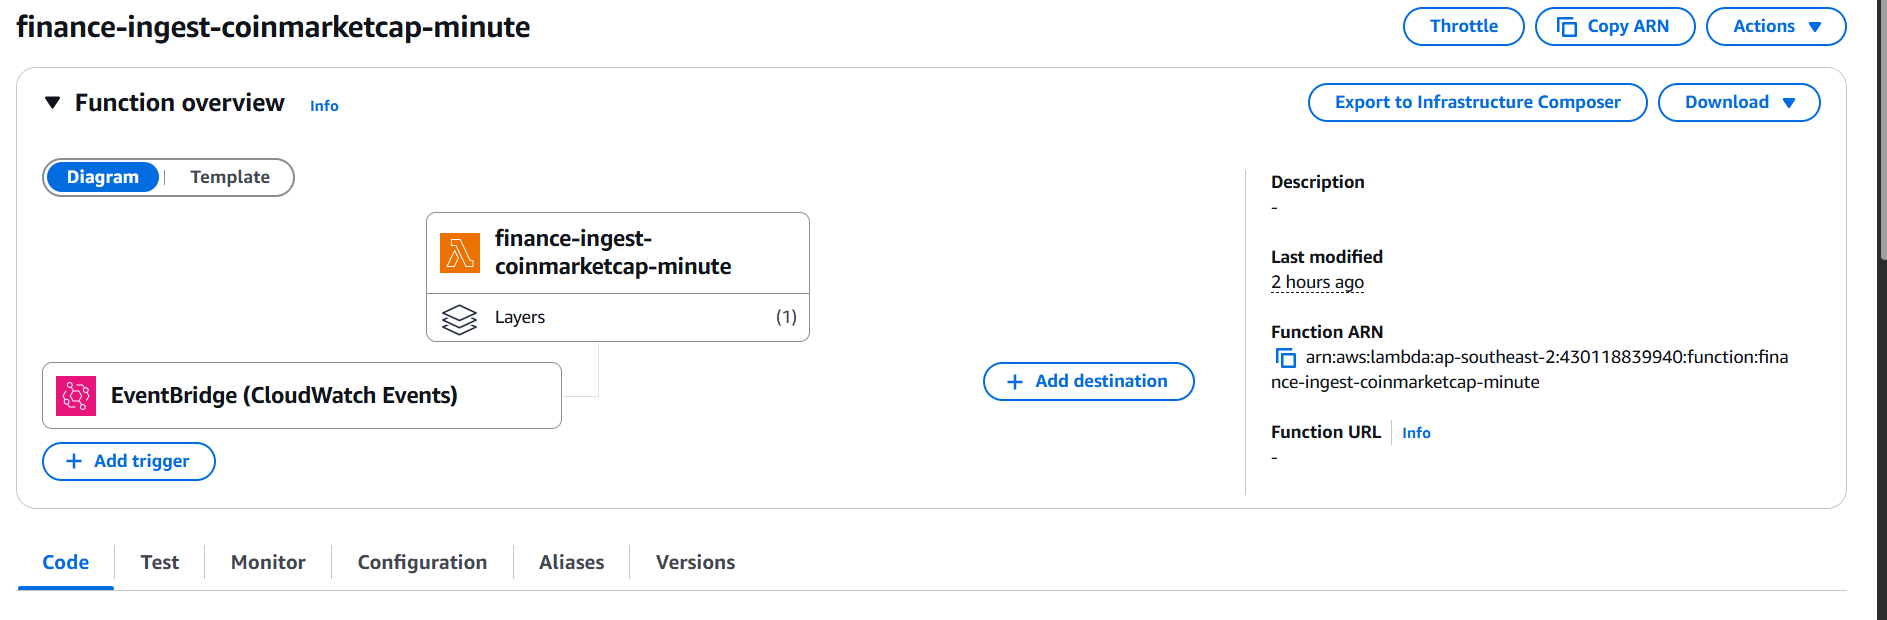 finance-ingest-coinmarketcap-minute
Throttle
Copy ARN
Actions
Function overview
Info
Export to Infrastructure Composer
Download
Diagram
Template
finance-ingest-
coinmarketcap-minute
Layers
(1)
EventBridge (CloudWatch Events)
+ Add trigger
+ Add destination
Description
-
Last modified
2 hours ago
Function ARN
arn:aws:lambda:ap-southeast-2:430118839940:function:fina
nce-ingest-coinmarketcap-minute
Function URL
Info
-
Code
Test
Monitor
Configuration
Aliases
Versions